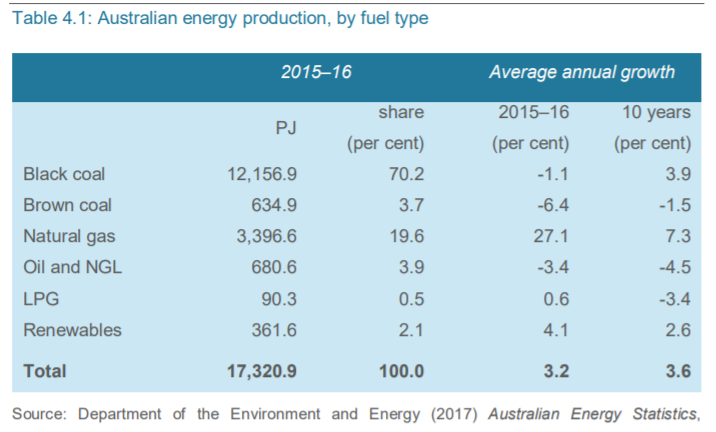 Table 4.1: Australian energy production, by fuel type
2015–16 Average annual growth
PJ share (per cent) 2015–16 (per cent) 10 years (per cent)
Black coal 12,156.9 70.2 -1.1 3.9
Brown coal 634.9 3.7 -6.4 -1.5
Natural gas 3,396.6 19.6 27.1 7.3
Oil and NGL 680.6 3.9 -3.4 -4.5
LPG 90.3 0.5 0.6 -3.4
Renewables 361.6 2.1 4.1 2.6
Total 17,320.9 100.0 3.2 3.6
Source: Department of the Environment and Energy (2017) Australian Energy Statistics,